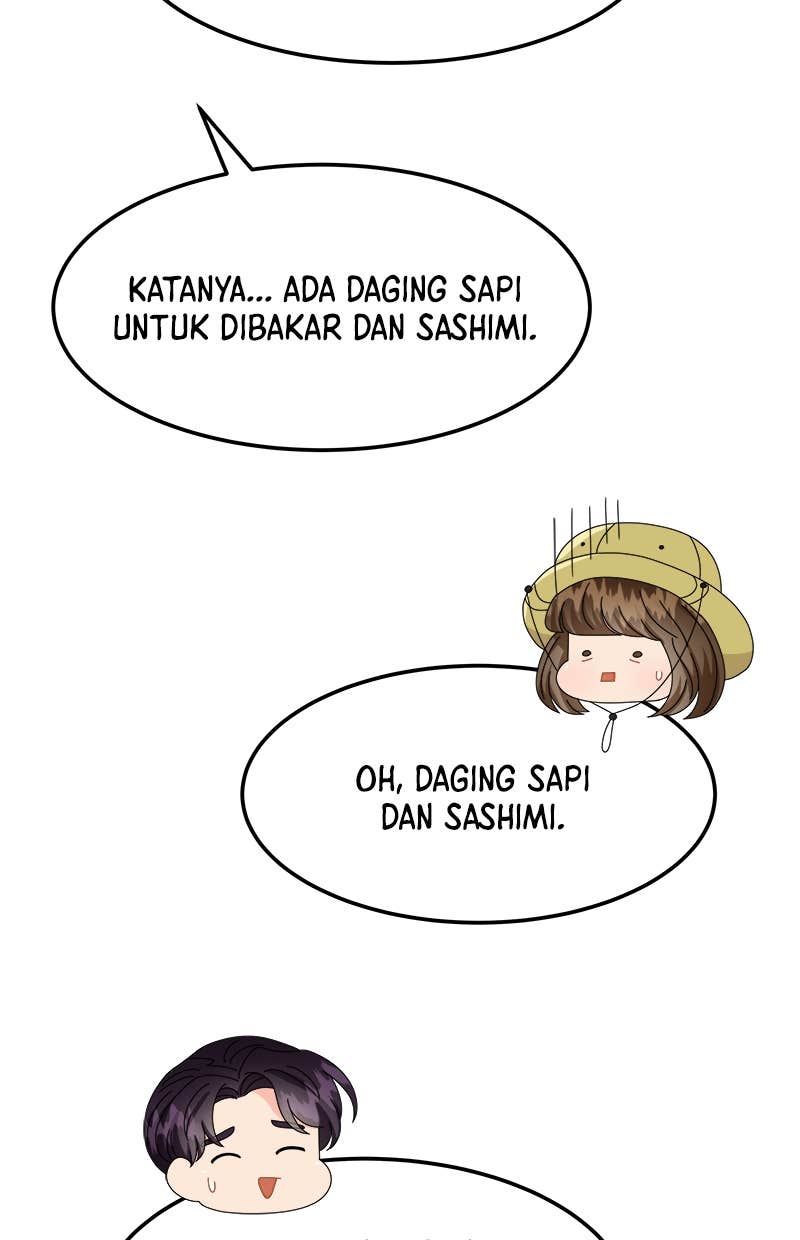 KATANYA... ADA DAGING SAPI
UNTUK DIBAKAR DAN SASHIMI.
OH, DAGING SAPI
DAN SASHIMI.